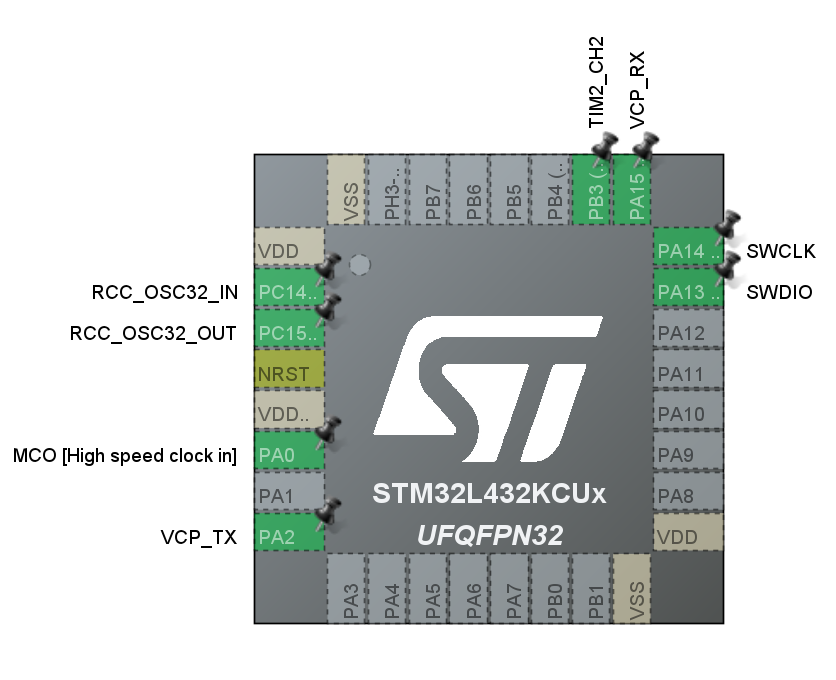 TIM2_CH2
VCP_RX
VSS
PH3-..
PB7
PB6
PB5
PB4 (..
PB3 (..
PA15 ..
VDD
PC14..
PC15..
NRST
VDD..
PA0
PA1
PA2
RCC_OSC32_IN
RCC_OSC32_OUT
MCO [High speed clock in]
VCP_TX
PA14 ..
PA13 ..
PA12
PA11
PA10
PA9
PA8
VDD
SWCLK
SWDIO
ST
STM32L432KCUx
UFQFPN32
PA3
PA4
PA5
PA6
PA7
PB0
PB1
VSS